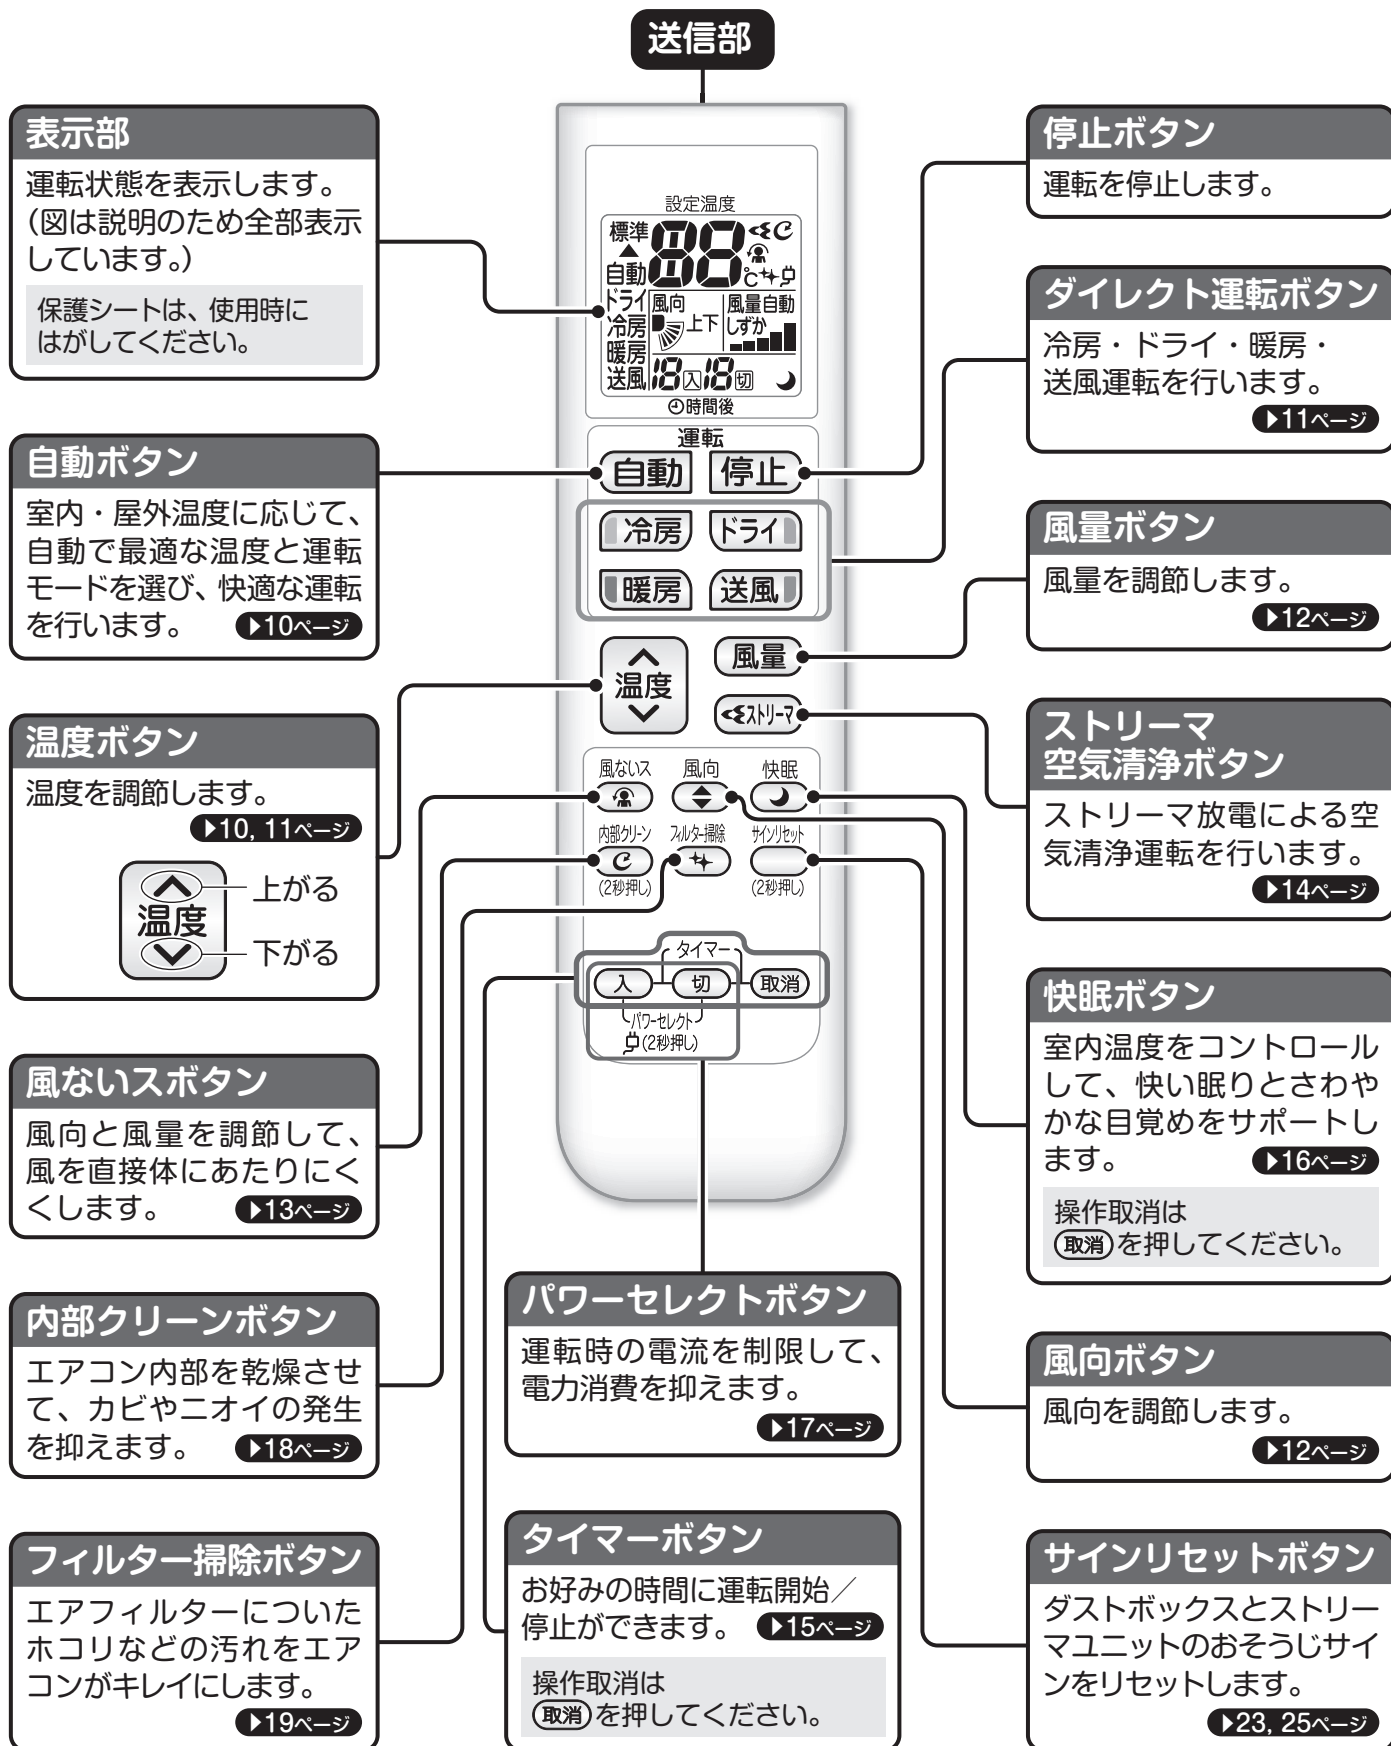 送信部
表示部
運転状態を表示します。
(図は説明のため全部表示
しています。)
保護シートは、使用時に
はがしてください。
自動ボタン
室内・屋外温度に応じて、
自動で最適な温度と運転
モードを選び、快適な運転
を行います。 ▶10ページ
温度ボタン
温度を調節します。
▶10, 11ページ
温度
上がる
下がる
風ないスボタン
風向と風量を調節して、
風を直接体にあたりにく
くします。 ▶13ページ
内部クリーンボタン
エアコン内部を乾燥させ
て、カビやニオイの発生
を抑えます。 ▶18ページ
フィルター掃除ボタン
エアフィルターについた
ホコリなどの汚れをエア
コンがキレイにします。
▶19ページ
設定温度
標準 88
自動 ℃
ドライ 風向 風量自動
冷房 上下 しずか
暖房
送風 18入18切
時間後
運転
自動 停止
冷房 ドライ
暖房 送風
温度 風量
ストリーマ
風ないス 風向 快眠
内部クリーン フィルター掃除 サインリセット
(2秒押し) (2秒押し)
タイマー
入 切 取消
パワーセレクト
(2秒押し)
パワーセレクトボタン
運転時の電流を制限して、
電力消費を抑えます。
▶17ページ
タイマーボタン
お好みの時間に運転開始／
停止ができます。 ▶15ページ
操作取消は
取消を押してください。
停止ボタン
運転を停止します。
ダイレクト運転ボタン
冷房・ドライ・暖房・
送風運転を行います。
▶11ページ
風量ボタン
風量を調節します。
▶12ページ
ストリーマ
空気清浄ボタン
ストリーマ放電による空
気清浄運転を行います。
▶14ページ
快眠ボタン
室内温度をコントロール
して、快い眠りとさわや
かな目覚めをサポートし
ます。 ▶16ページ
操作取消は
取消を押してください。
風向ボタン
風向を調節します。
▶12ページ
サインリセットボタン
ダストボックスとストリー
マユニットのおそうじサイ
ンをリセットします。
▶23, 25ページ